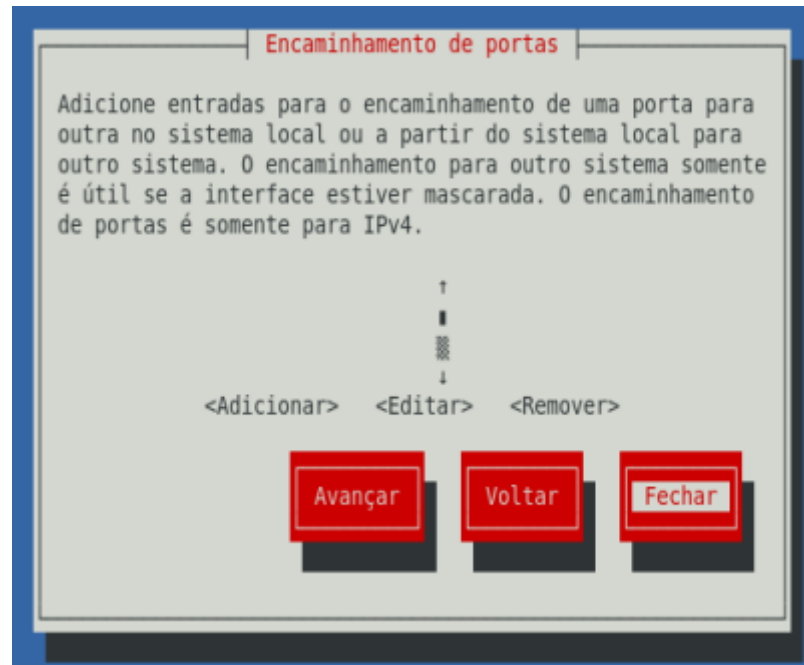 Encaminhamento de portas
Adicione entradas para o encaminhamento de uma porta para
outra no sistema local ou a partir do sistema local para
outro sistema. O encaminhamento para outro sistema somente
é útil se a interface estiver mascarada. O encaminhamento
de portas é somente para IPv4.
<Adicionar> <Editar> <Remover>
Avançar Voltar Fechar